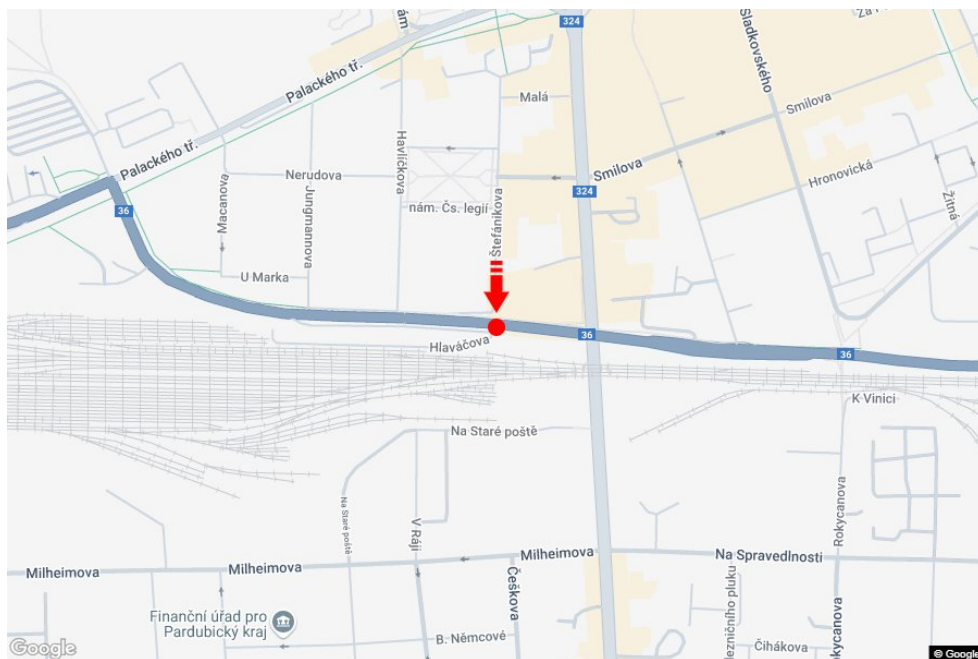 324
Palackého tř.
Sladkovského
Malá
Smilova
Palackého tř.
Havlíčkova
Smilova
Hronovická
Nerudova
324
Macanova
Jungmannova
nám. Čs. legií
Štefánikova
Žitná
36
U Marka
Hlaváčova
36
36
K Vinici
Na Staré poště
Na Staré poště
V Ráji
Rokycanova
Milheimova
Milheimova
Milheimova
Na Spravedlnosti
Češkova
Rokycanova
Finanční úřad pro
Pardubický kraj
B. Němcové
Čihákova
Google
© Google